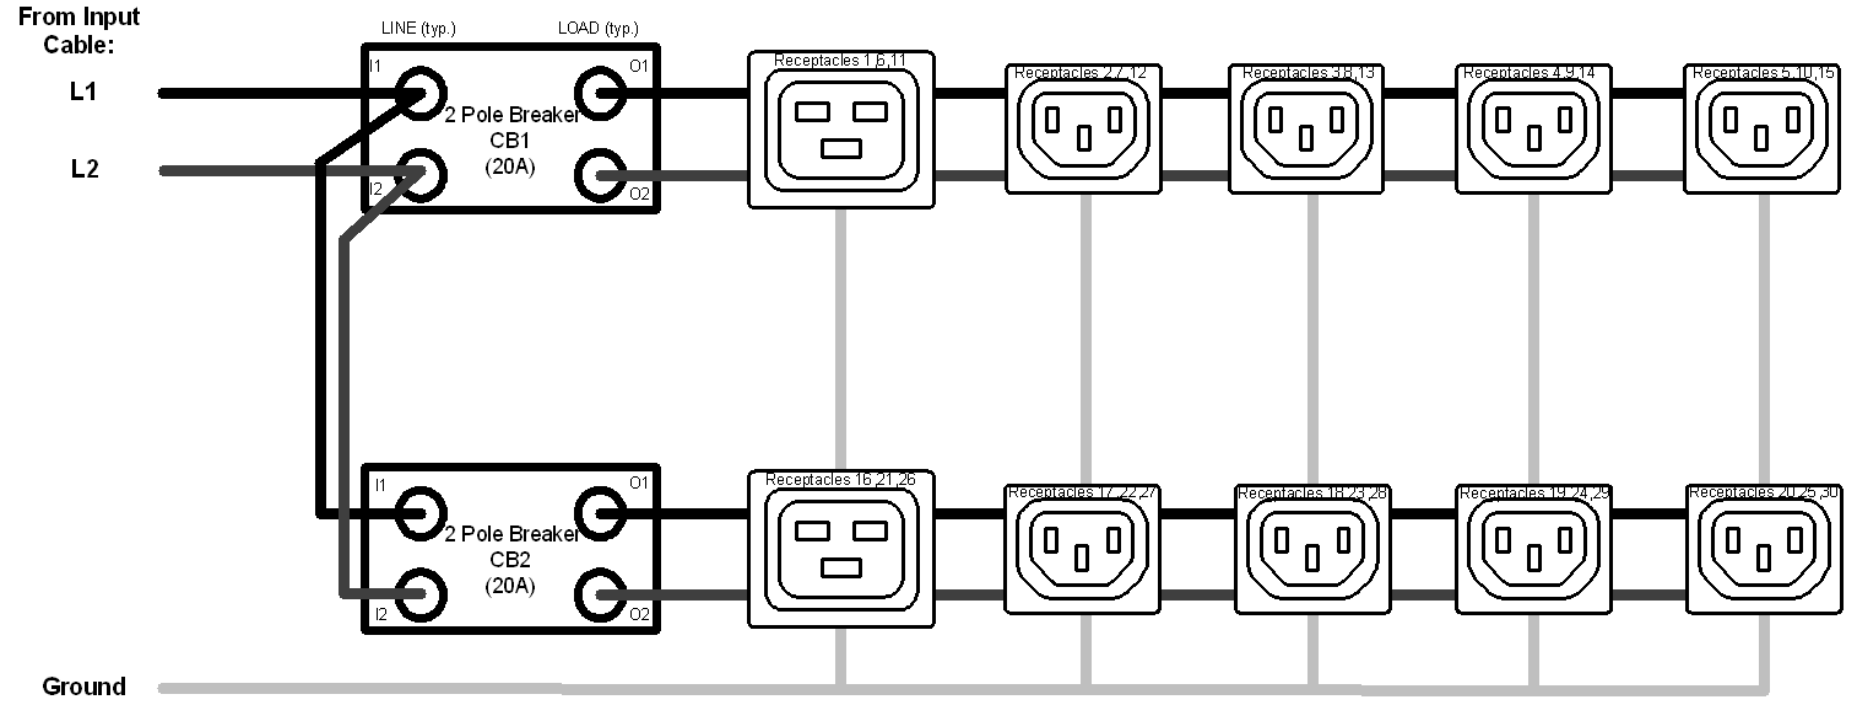 From Input
Cable:
LINE (typ.)
LOAD (typ.)
L1
L2
I1
O1
2 Pole Breaker
CB1
(20A)
I2
O2
Receptacles 1,6,11
Receptacles 2,7,12
Receptacles 3,8,13
Receptacles 4,9,14
Receptacles 5,10,15
I1
O1
2 Pole Breaker
CB2
(20A)
I2
O2
Receptacles 16,21,26
Receptacles 17,22,27
Receptacles 18,23,28
Receptacles 19,24,29
Receptacles 20,25,30
Ground